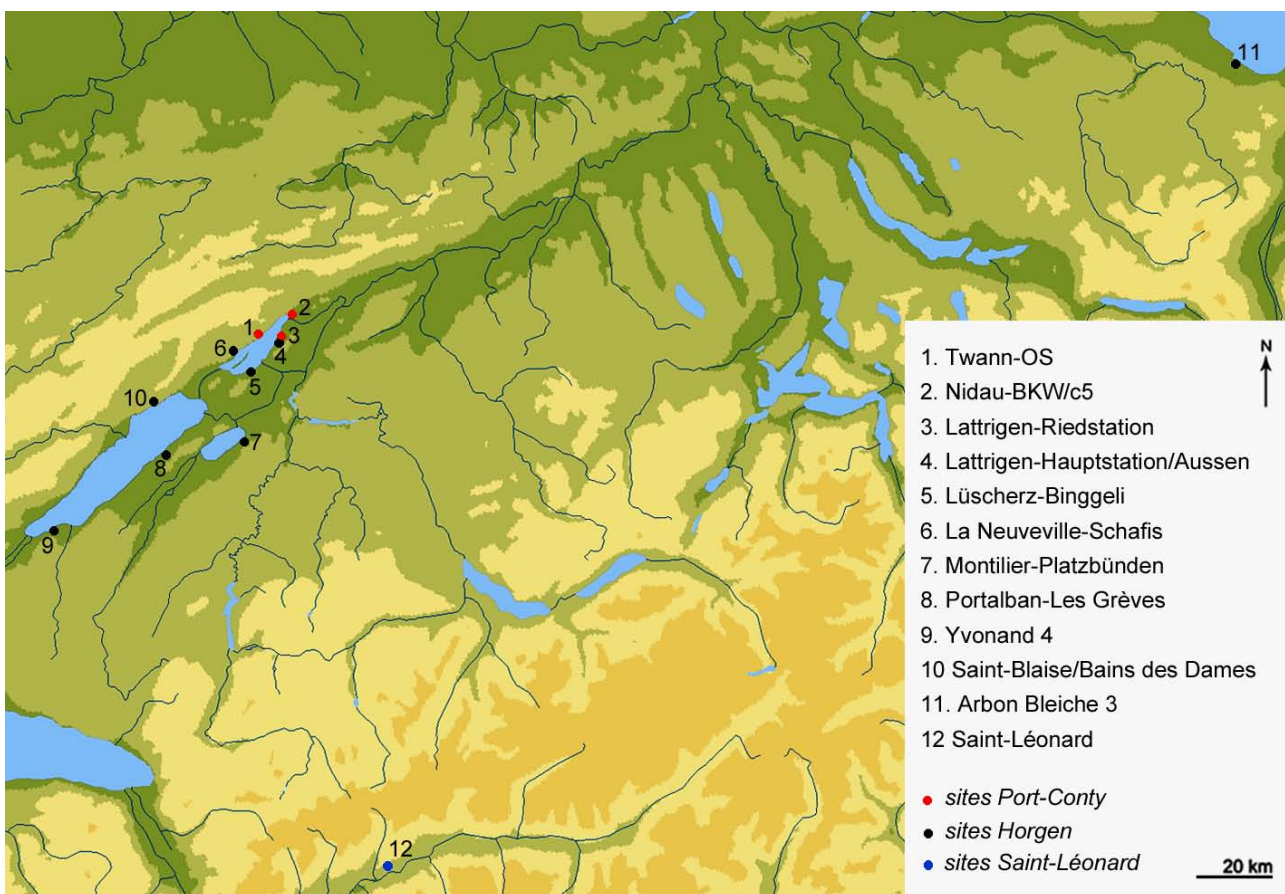 11
2
1
3
6
4
5
10
7
8
9
12
N
1. Twann-OS
2. Nidau-BKW/c5
3. Lattrigen-Riedstation
4. Lattrigen-Hauptstation/Aussen
5. Lüscherz-Binggeli
6. La Neuveville-Schafis
7. Montilier-Platzbünden
8. Portalban-Les Grèves
9. Yvonand 4
10 Saint-Blaise/Bains des Dames
11. Arbon Bleiche 3
12 Saint-Léonard
sites Port-Conty
sites Horgen
sites Saint-Léonard
20 km